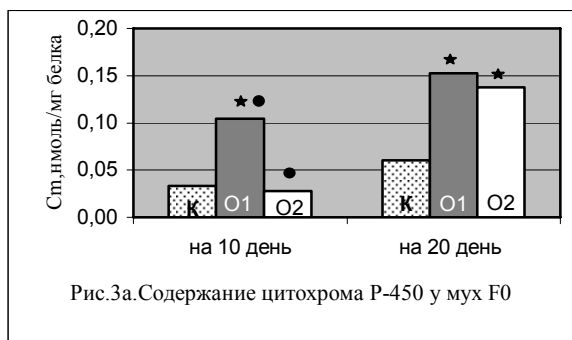 Cm,нмоль/мг белка
0,20
0,15
0,10
0,05
0,00
К
О1
О2
К
О1
О2
на 10 день
на 20 день
Рис.3а.Содержание цитохрома Р-450 у мух F0